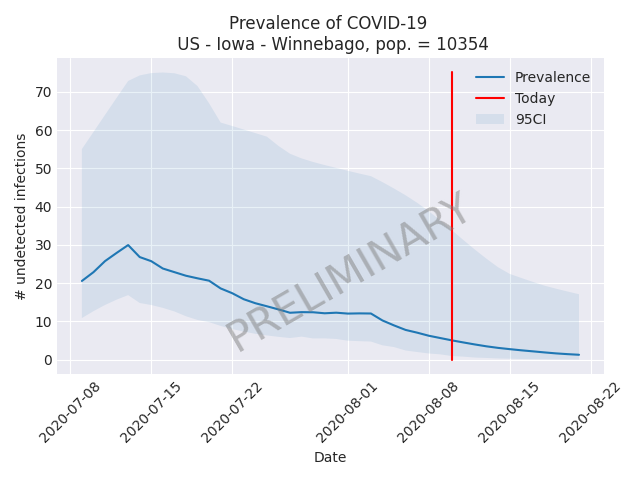 Prevalence of COVID-19
US - Iowa - Winnebago, pop. = 10354
# undetected infections
70
60
50
40
30
20
10
0
Prevalence
Today
95CI
PRELIMINARY
2020-07-08
2020-07-15
2020-07-22
2020-08-01
2020-08-08
2020-08-15
2020-08-22
Date